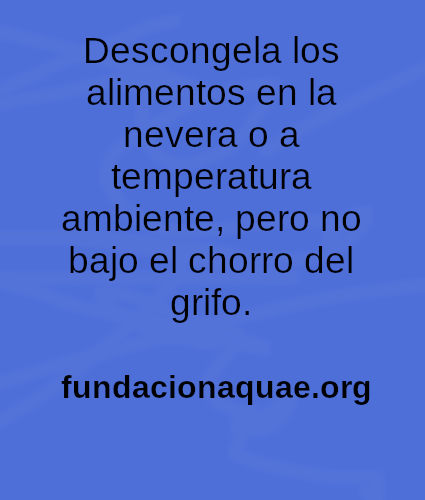 Descongela los
alimentos en la
nevera o a
temperatura
ambiente, pero no
bajo el chorro del
grifo.
fundacionaquae.org